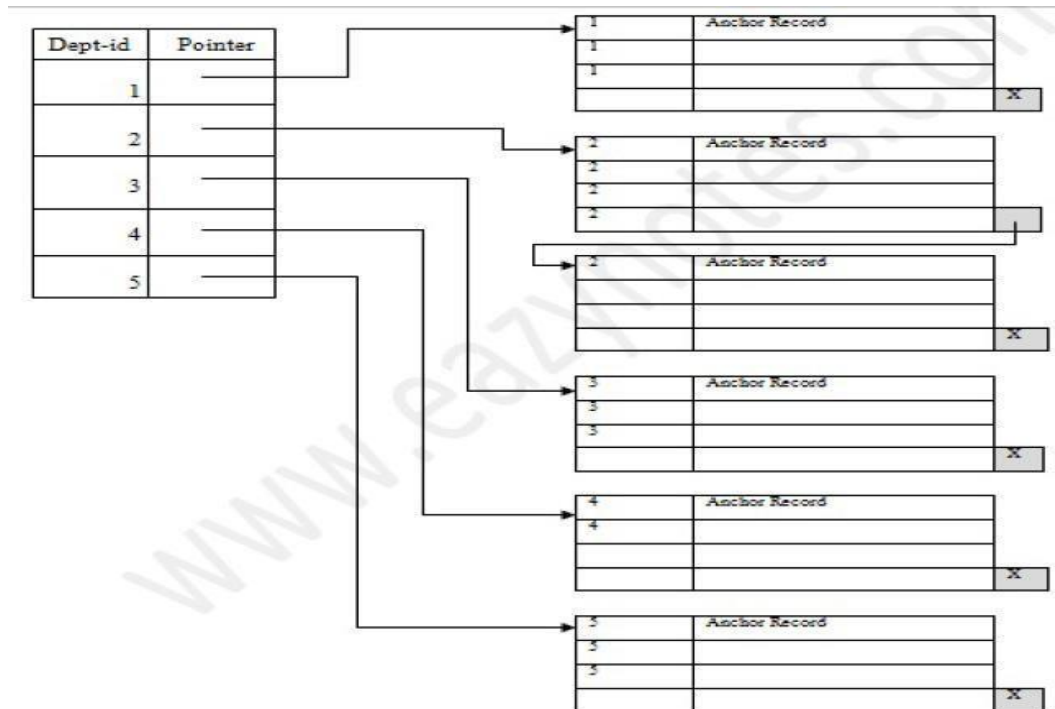 Dept-id Pointer
1
2
3
4
5
1 Anchor Record
1
1
X
2 Anchor Record
2
2
2
2 Anchor Record
X
3 Anchor Record
3
3
X
4 Anchor Record
4
X
5 Anchor Record
5
5
X
www.eazynotes.com